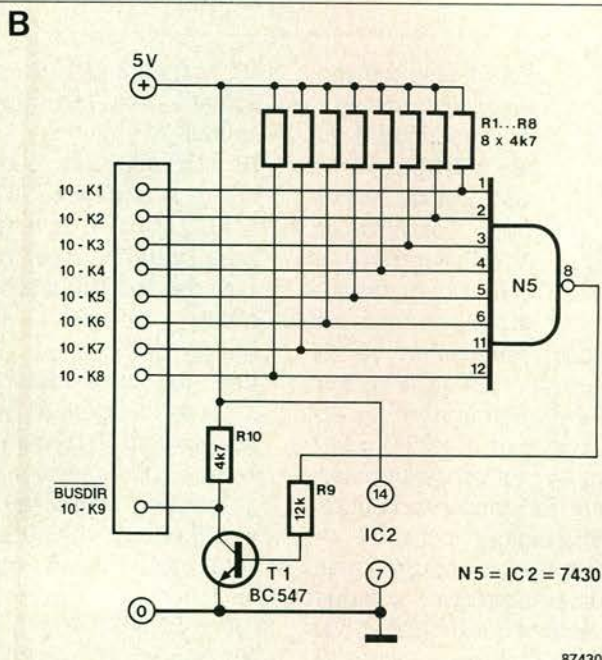 B
5V
+
R1...R8
8 x 4k7
10 - K1
10 - K2
10 - K3
10 - K4
10 - K5
10 - K6
10 - K7
10 - K8
1
2
3
4
5
6
11
12
N5
8
R10
4k7
R9
12k
14
IC2
7
BUSDIR
10 - K9
T1
BC547
N5 = IC2 = 7430
0
87430